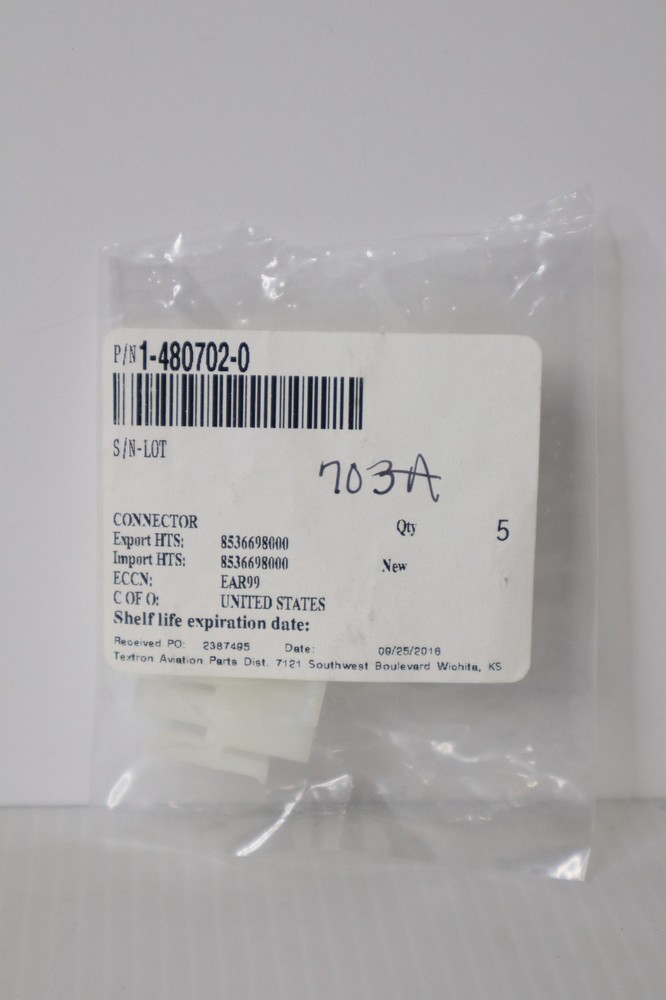 P/N 1-480702-0
S/N-LOT
703A
CONNECTOR Qty 5
Export HTS: 8536698000
Import HTS: 8536698000 New
ECCN: EAR99
C OF O: UNITED STATES
Shelf life expiration date:
Received PO: 2387495 Date: 09/25/2016
Textron Aviation Parts Dist. 7121 Southwest Boulevard Wichita, KS